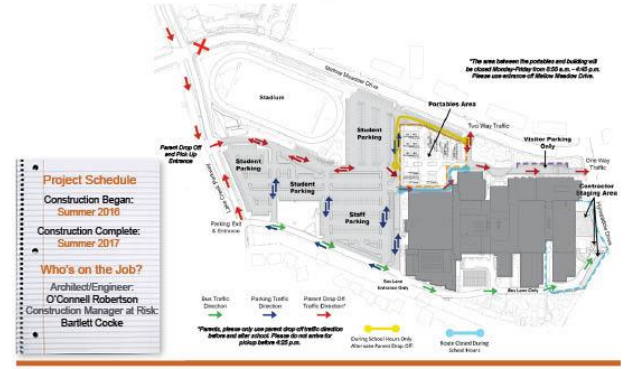 *The area between the portables and building will
be closed Monday-Friday from 8:55 a.m. - 4:45 p.m.
Please use entrance off Mellow Meadow Drive.
Mellow Meadow Drive
Stadium
Portables Area
Two Way Traffic
Student
Parking
Visitor Parking
Only
Parent Drop Off
and Pick Up
Entrance
One Way
Traffic
Student
Parking
Student
Parking
Contractor
Staging Area
Staff
Parking
Lake Creek Parkway
Parking Exit
& Entrance
Bus Lane
Entrance Only
Bus Lane Only
Project Schedule
Construction Began:
Summer 2016
Construction Complete:
Summer 2017
Who's on the Job?
Architect/Engineer:
O'Connell Robertson
Construction Manager at Risk:
Bartlett Cocke
Bus Traffic
Direction
Parking Traffic
Direction
Parent Drop Off
Traffic Direction*
*Parents, please only use parent drop off traffic direction
before and after school. Please do not arrive for
pickup before 4:25 p.m.
During School Hours Only
Alternate Parent Drop Off
Route Closed During
School Hours